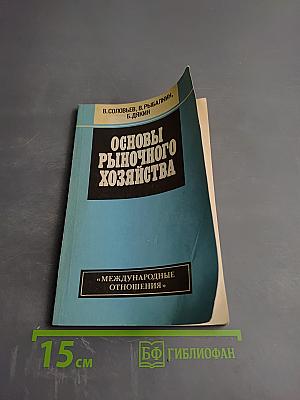 В. СОЛОВЬЕВ, В. РЫБАЛКИН,
Б. ДЯКИН
ОСНОВЫ
РЫНОЧНОГО
ХОЗЯЙСТВА
«МЕЖДУНАРОДНЫЕ
ОТНОШЕНИЯ»
15 см
БФ ГИБЛИОФАН